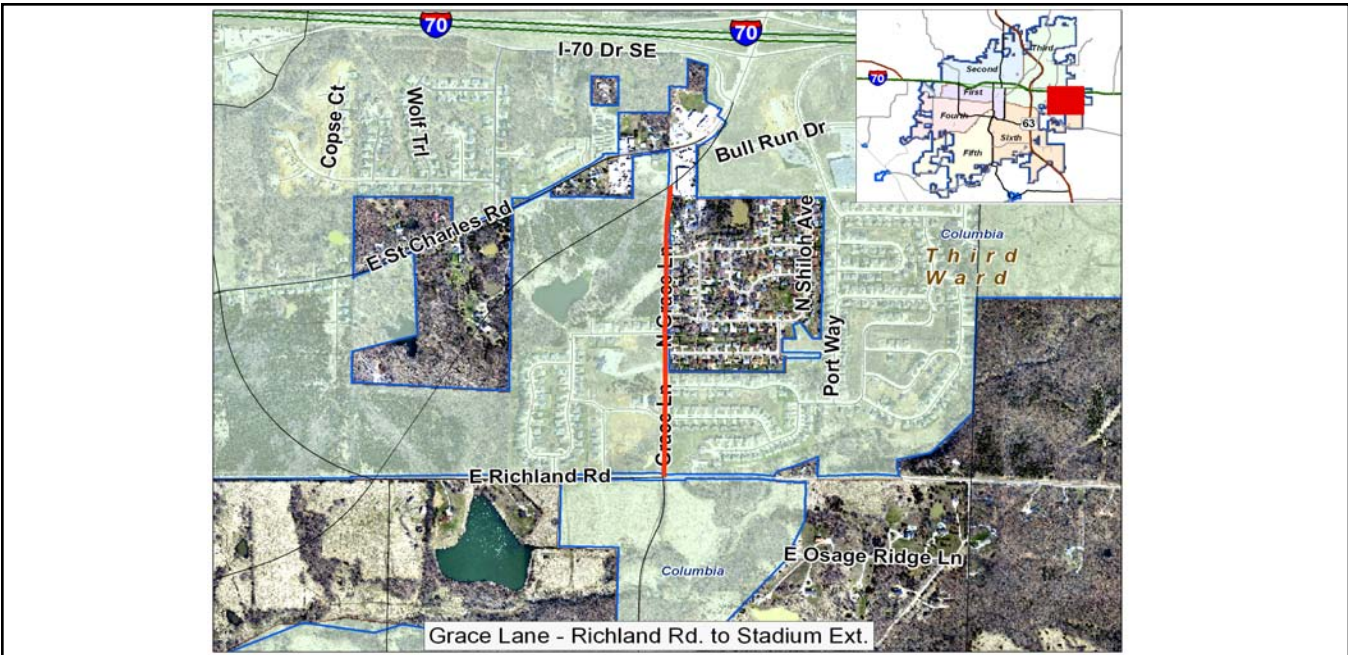 70
70
I-70 Dr SE
Copse Ct
Wolf Trl
Bull Run Dr
E St Charles Rd
N Grace Ln
N Shiloh Ave
Port Way
Grace Ln
E Richland Rd
E Osage Ridge Ln
Columbia
Third
Ward
Columbia
Grace Lane - Richland Rd. to Stadium Ext.
70
Second
Third
First
Fourth
63
Sixth
Fifth